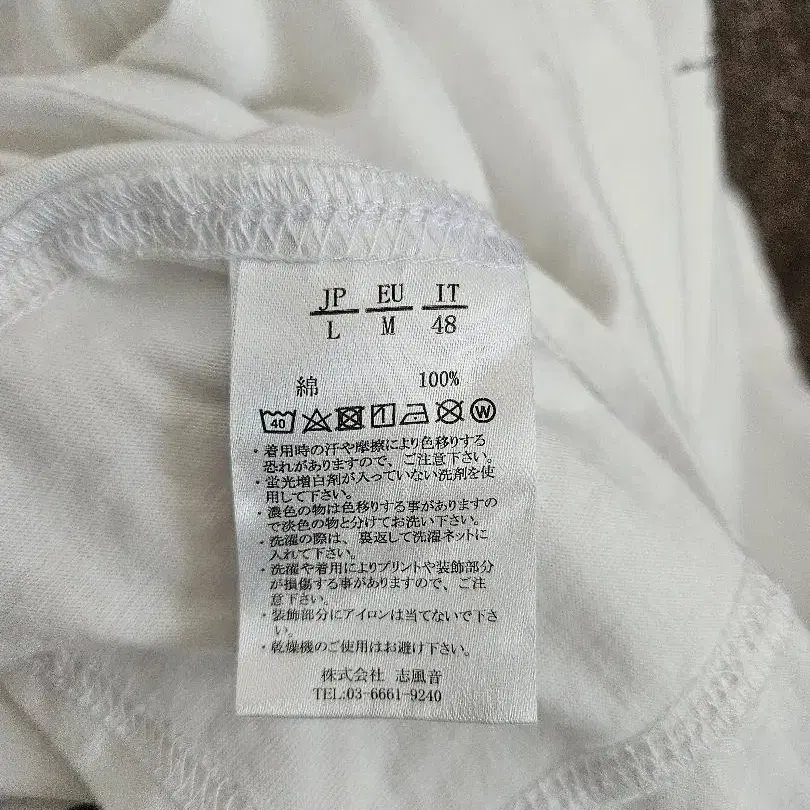 JP EU IT
L M 48
綿 100%
40 W
・着用時の汗や摩擦により色移りする
恐れがありますので、ご注意下さい。
・蛍光増白剤が入っていない洗剤を使
用して下さい。
・濃色の物は色移りする事がありますの
で淡色の物と分けてお洗い下さい。
・洗濯の際は、裏返して洗濯ネットに
入れて下さい。
・洗濯や着用によりプリントや装飾部分
が損傷する事がありますので、ご注
意下さい。
・装飾部分にアイロンは当てないで下さ
い。
・乾燥機のご使用はお避け下さい。
株式会社 志風音
TEL:03-6661-9240